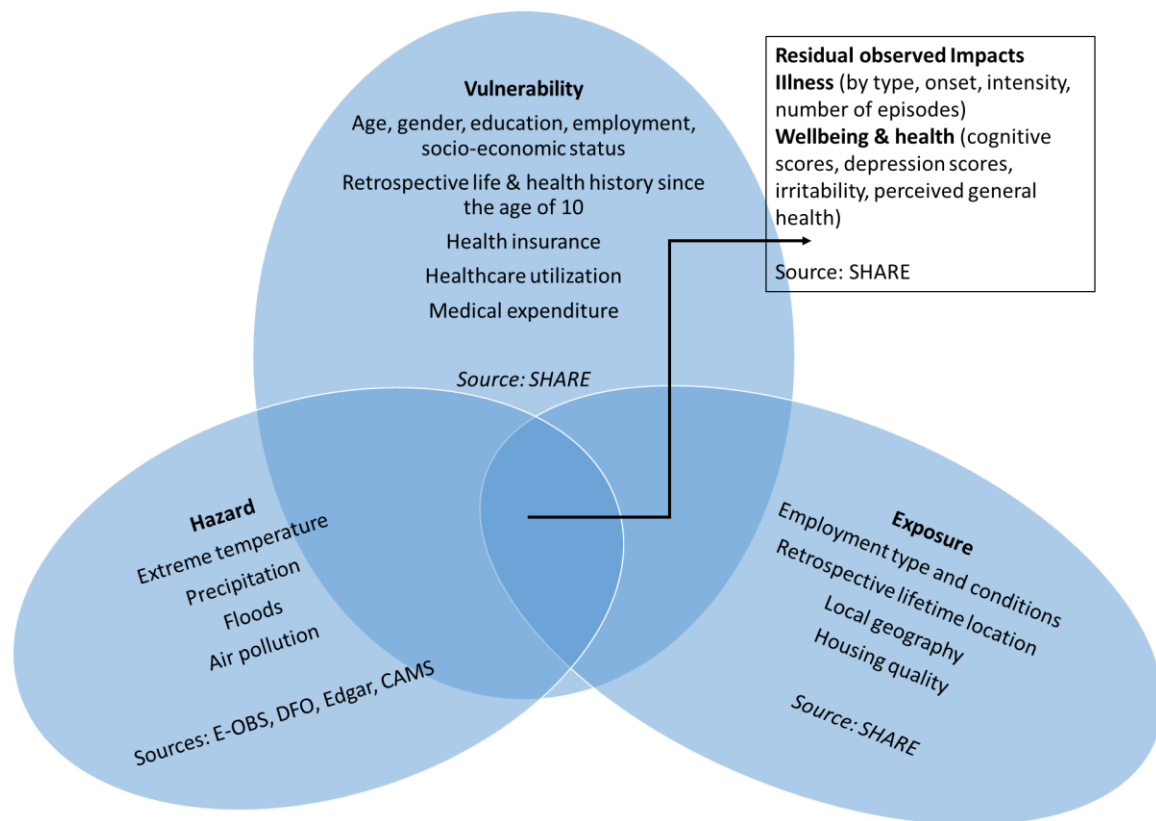 Vulnerability
Age, gender, education, employment,
socio-economic status
Retrospective life & health history since
the age of 10
Health insurance
Healthcare utilization
Medical expenditure
Source: SHARE
Residual observed Impacts
Illness (by type, onset, intensity,
number of episodes)
Wellbeing & health (cognitive
scores, depression scores,
irritability, perceived general
health)
Source: SHARE
Hazard
Extreme temperature
Precipitation
Floods
Air pollution
Sources: E-OBS, DFO, Edgar, CAMS
Exposure
Employment type and conditions
Retrospective lifetime location
Local geography
Housing quality
Source: SHARE